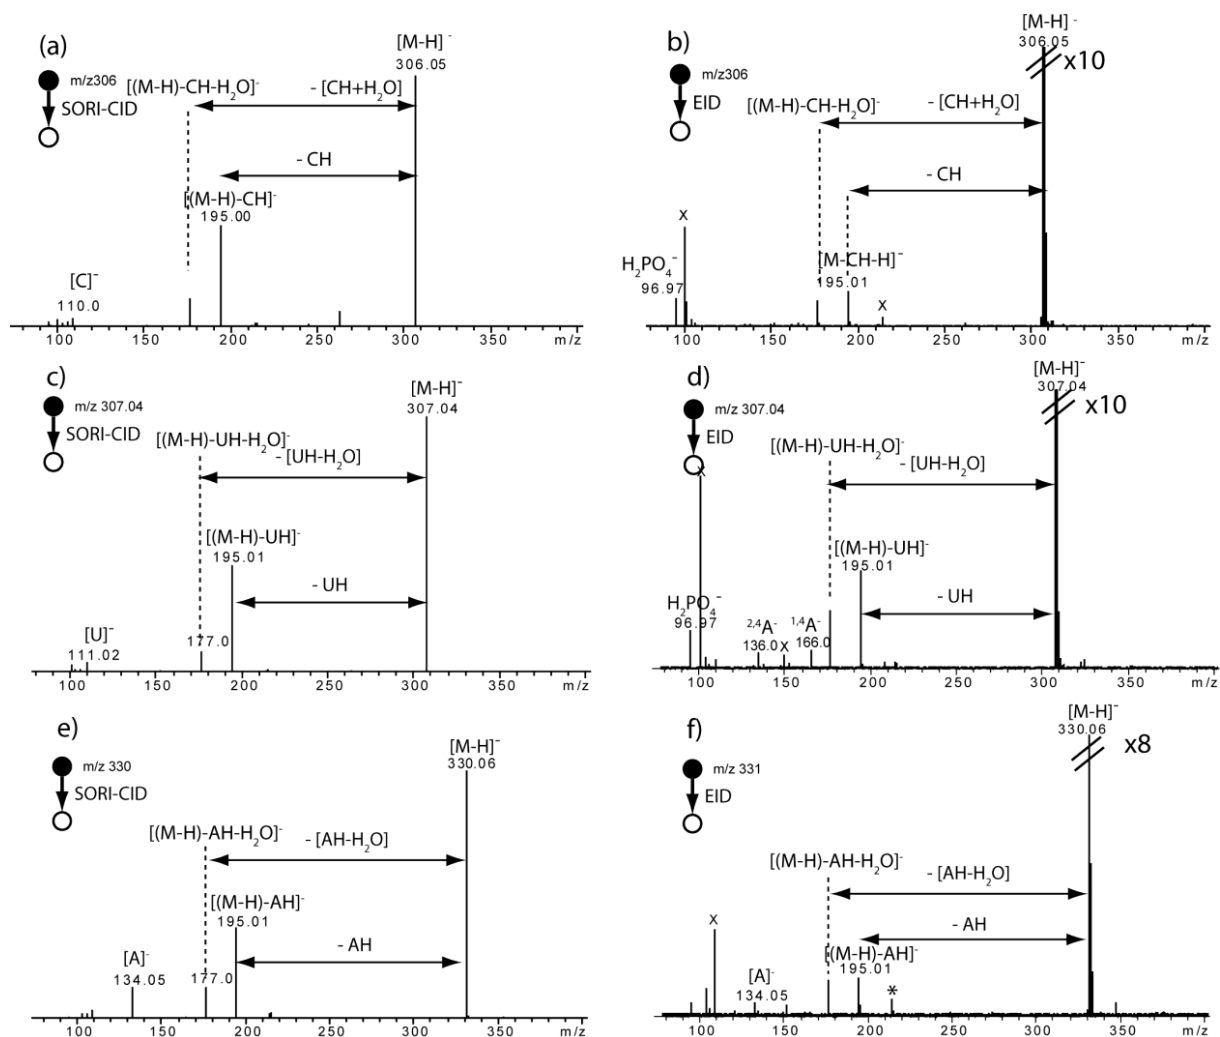 (a)
[M-H]⁻
306.05
m/z306
SORI-CID
[(M-H)-CH-H₂O]⁻
- [CH+H₂O]
- CH
[(M-H)-CH]⁻
195.00
[C]⁻
110.0
100 150 200 250 300 350 m/z
b)
[M-H]⁻
306.05
x10
m/z306
EID
[(M-H)-CH-H₂O]⁻
- [CH+H₂O]
- CH
x
H₂PO₄⁻
96.97
[M-CH-H]⁻
195.01
x
100 150 200 250 300 350 m/z
c)
[M-H]⁻
307.04
m/z 307.04
SORI-CID
[(M-H)-UH-H₂O]⁻
- [UH-H₂O]
[(M-H)-UH]⁻
195.01
- UH
177.0
[U]⁻
111.02
100 150 200 250 300 350 m/z
d)
[M-H]⁻
307.04
x10
m/z 307.04
EID
x
[(M-H)-UH-H₂O]⁻
- [UH-H₂O]
[(M-H)-UH]⁻
195.01
- UH
H₂PO₄⁻
96.97
²,⁴A⁻
136.0
x
¹,⁴A⁻
166.0
100 150 200 250 300 350 m/z
e)
[M-H]⁻
330.06
m/z 330
SORI-CID
[(M-H)-AH-H₂O]⁻
- [AH-H₂O]
[(M-H)-AH]⁻
195.01
- AH
[A]⁻
134.05
177.0
100 150 200 250 300 350 m/z
f)
[M-H]⁻
330.06
x8
m/z 331
EID
[(M-H)-AH-H₂O]⁻
- [AH-H₂O]
- AH
x
[(M-H)-AH]⁻
195.01
[A]⁻
134.05
*
100 150 200 250 300 350 m/z